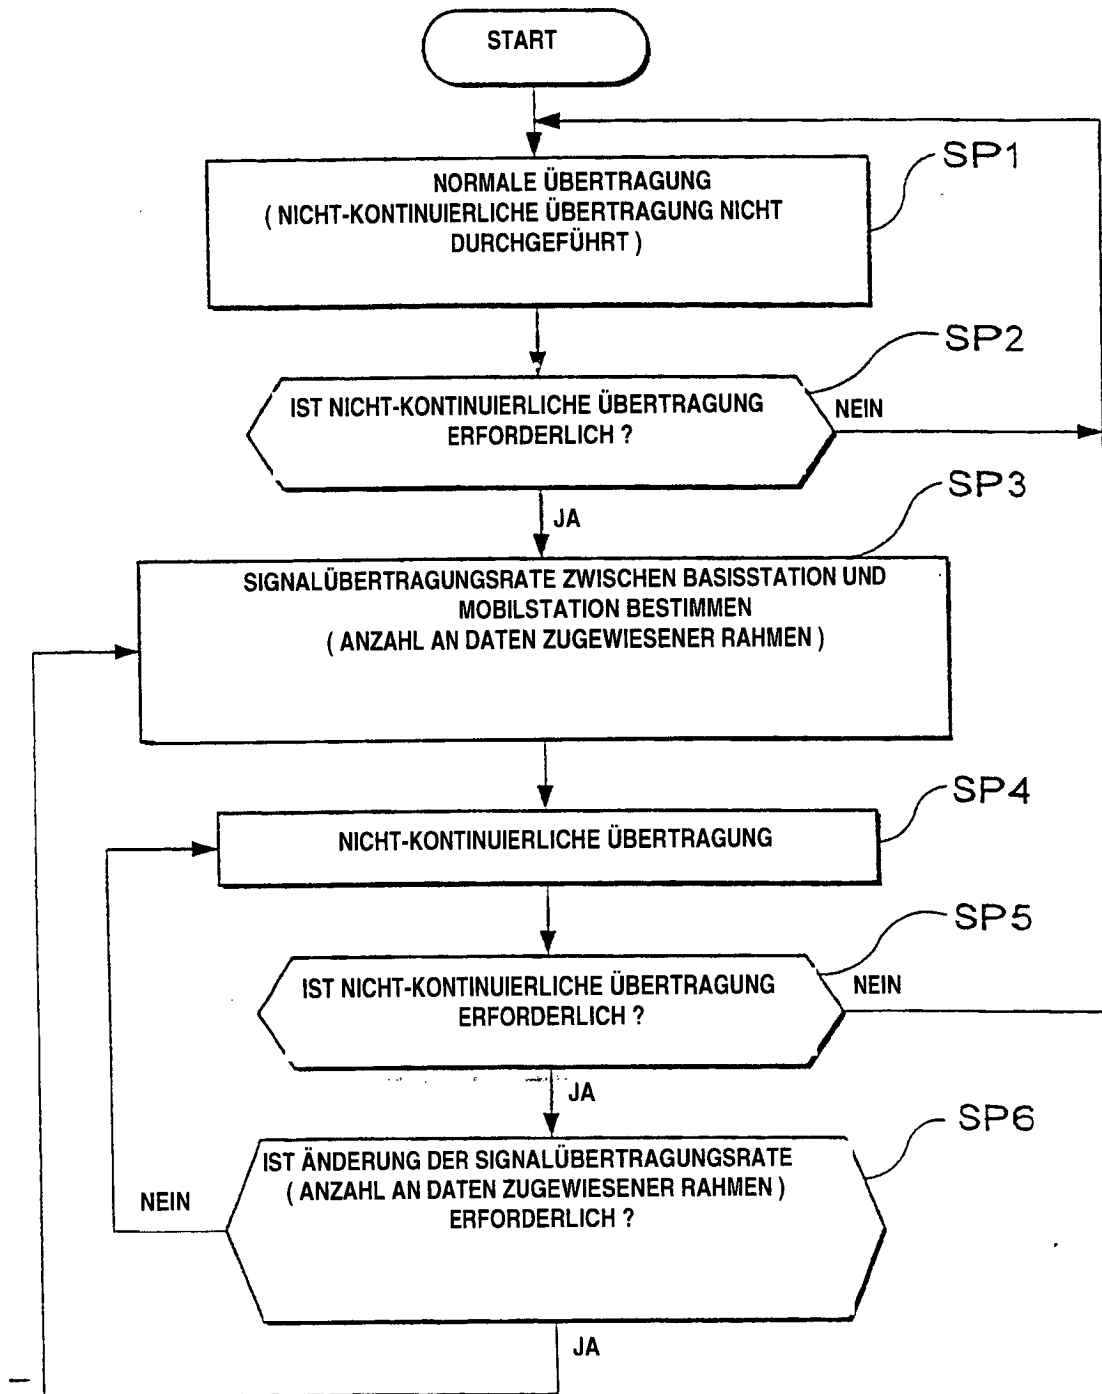 START
SP1
NORMALE ÜBERTRAGUNG
( NICHT-KONTINUIERLICHE ÜBERTRAGUNG NICHT
DURCHGEFÜHRT )
SP2
IST NICHT-KONTINUIERLICHE ÜBERTRAGUNG
ERFORDERLICH ?
NEIN
JA
SP3
SIGNALÜBERTRAGUNGSRATE ZWISCHEN BASISSTATION UND
MOBILSTATION BESTIMMEN
( ANZAHL AN DATEN ZUGEWIESENER RAHMEN )
SP4
NICHT-KONTINUIERLICHE ÜBERTRAGUNG
SP5
IST NICHT-KONTINUIERLICHE ÜBERTRAGUNG
ERFORDERLICH ?
NEIN
JA
SP6
IST ÄNDERUNG DER SIGNALÜBERTRAGUNGSRATE
( ANZAHL AN DATEN ZUGEWIESENER RAHMEN )
ERFORDERLICH ?
NEIN
JA